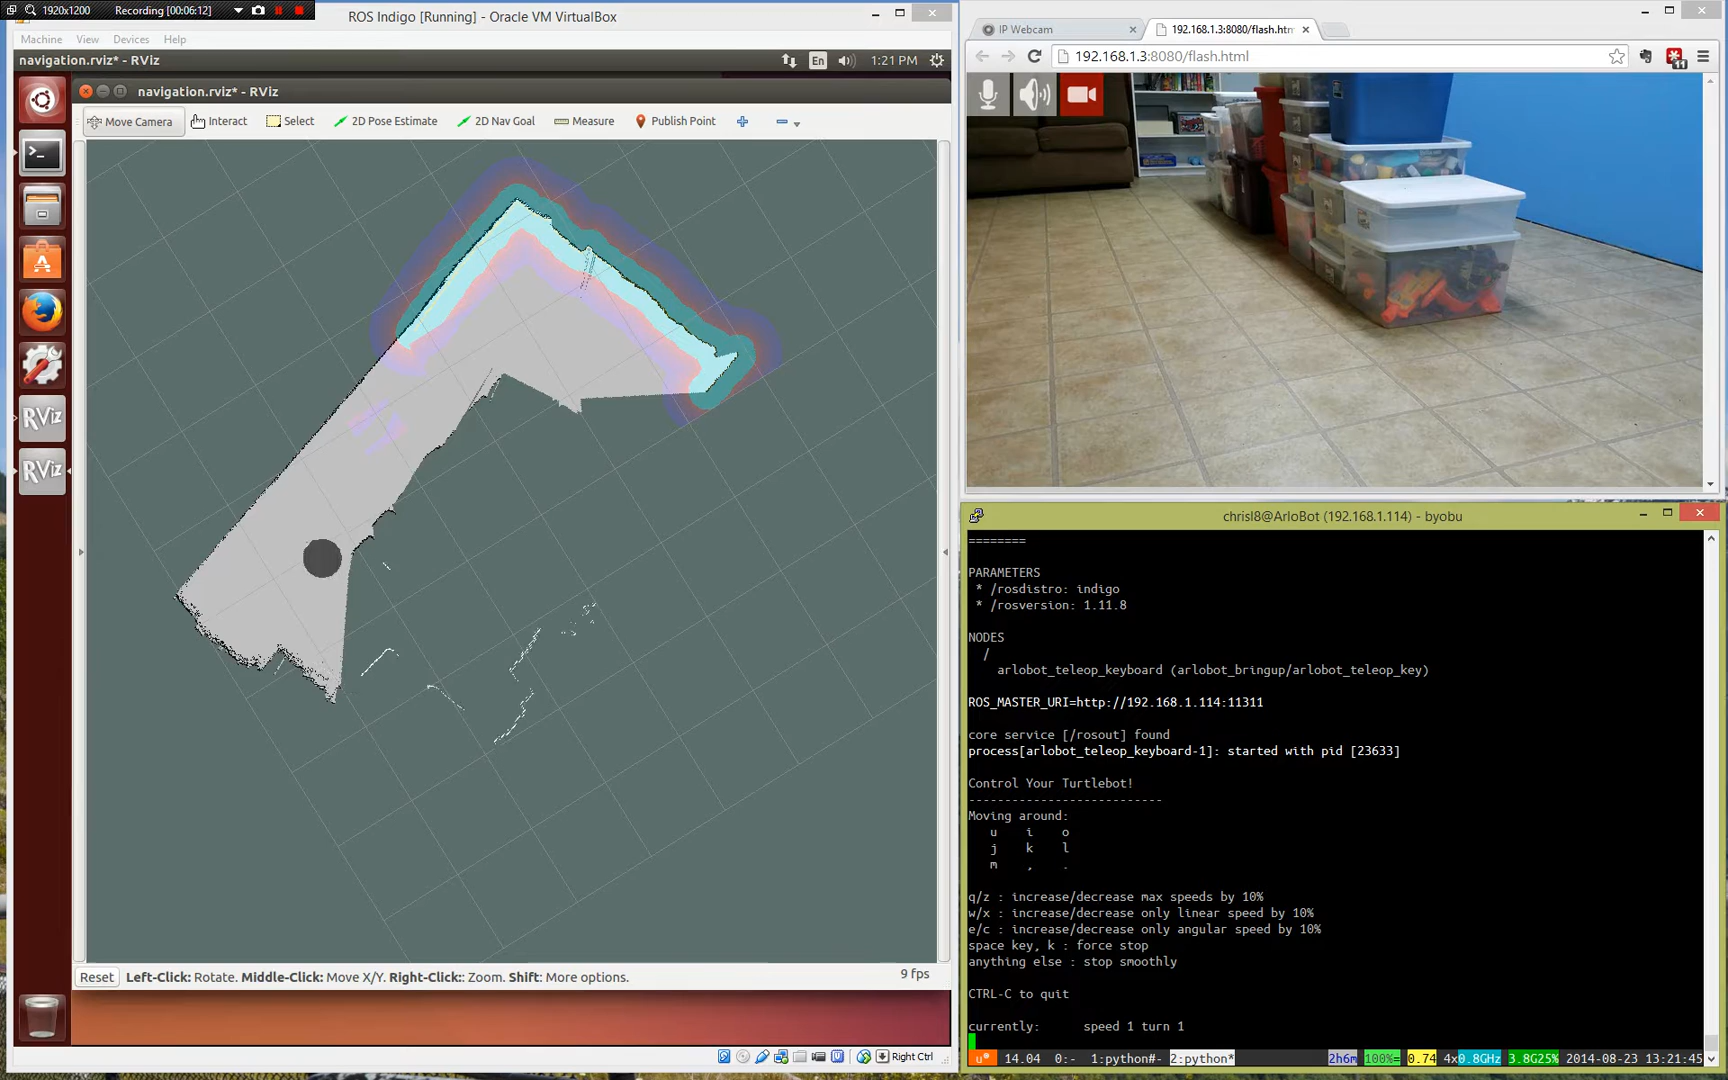 1920x1200
Recording [00:06:12]
ROS Indigo [Running] - Oracle VM VirtualBox
Machine View Devices Help
navigation.rviz* - RViz
En
1:21 PM
navigation.rviz* - RViz
Move Camera Interact Select 2D Pose Estimate 2D Nav Goal Measure Publish Point
RViz
RViz
Reset Left-Click: Rotate. Middle-Click: Move X/Y. Right-Click:: Zoom. Shift: More options.
9 fps
Right Ctrl
IP Webcam
192.168.1.3:8080/flash.htm
192.168.1.3:8080/flash.html
11
chrisl8@ArloBot (192.168.1.114) - byobu
========
PARAMETERS
* /rosdistro: indigo
* /rosversion: 1.11.8
NODES
/
arlobot_teleop_keyboard (arlobot_bringup/arlobot_teleop_key)
ROS_MASTER_URI=http://192.168.1.114:11311
core service [/rosout] found
process[arlobot_teleop_keyboard-1]: started with pid [23633]
Control Your Turtlebot!
---------------------------
Moving around:
u i o
j k l
m , .
q/z : increase/decrease max speeds by 10%
w/x : increase/decrease only linear speed by 10%
e/c : increase/decrease only angular speed by 10%
space key, k : force stop
anything else : stop smoothly
CTRL-C to quit
currently: speed 1 turn 1
u* 14.04 0:- 1:python#- 2:python* 2h6m 100%= 0.74 4x0.8GHz 3.8G25% 2014-08-23 13:21:45